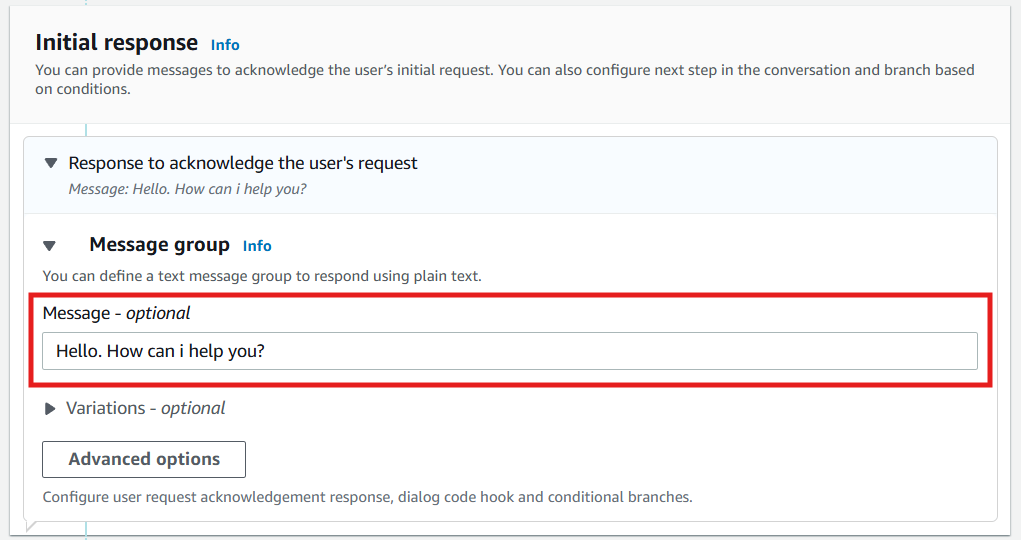 Initial response Info
You can provide messages to acknowledge the user's initial request. You can also configure next step in the conversation and branch based
on conditions.
Response to acknowledge the user's request
Message: Hello. How can i help you?
Message group Info
You can define a text message group to respond using plain text.
Message - optional
Hello. How can i help you?
Variations - optional
Advanced options
Configure user request acknowledgement response, dialog code hook and conditional branches.